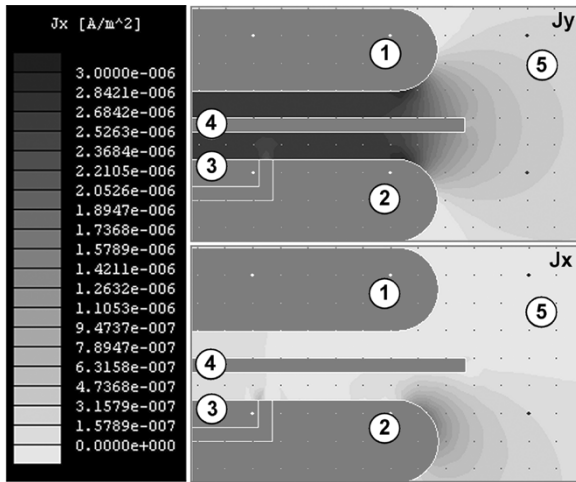 Jx [A/m^2]
3.0000e-006
2.8421e-006
2.6842e-006
2.5263e-006
2.3684e-006
2.2105e-006
2.0526e-006
1.8947e-006
1.7368e-006
1.5789e-006
1.4211e-006
1.2632e-006
1.1053e-006
9.4737e-007
7.8947e-007
6.3158e-007
4.7368e-007
3.1579e-007
1.5789e-007
0.0000e+000
Jy
1
5
4
3
2
Jx
1
5
4
3
2